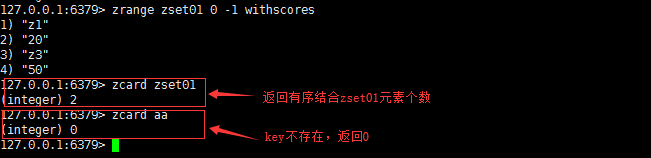 127.0.0.1:6379> zrange zset01 0 -1 withscores
1) "z1"
2) "20"
3) "z3"
4) "50"
127.0.0.1:6379> zcard zset01
(integer) 2
返回有序结合zset01元素个数
127.0.0.1:6379> zcard aa
(integer) 0
key不存在，返回0
127.0.0.1:6379>